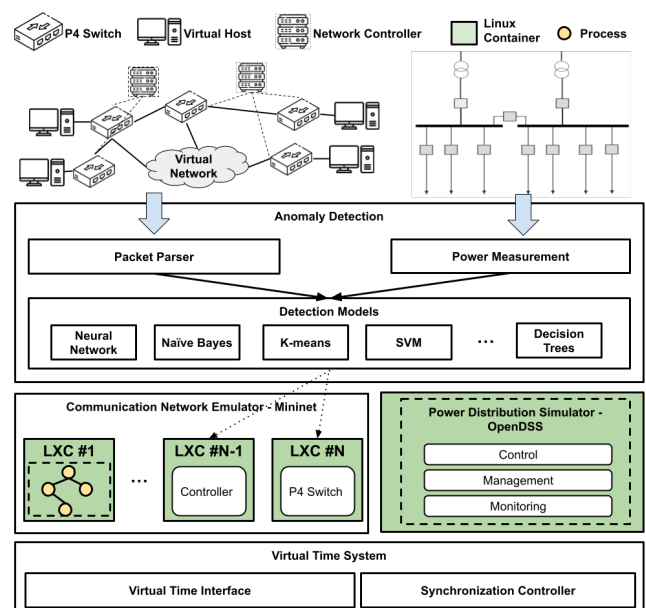 P4 Switch
Virtual Host
Network Controller
Linux
Container
Process
Virtual
Network
Anomaly Detection
Packet Parser
Power Measurement
Detection Models
Neural
Network
Naïve Bayes
K-means
SVM
...
Decision
Trees
Communication Network Emulator - Mininet
LXC #1
...
LXC #N-1
Controller
LXC #N
P4 Switch
Power Distribution Simulator -
OpenDSS
Control
Management
Monitoring
Virtual Time System
Virtual Time Interface
Synchronization Controller